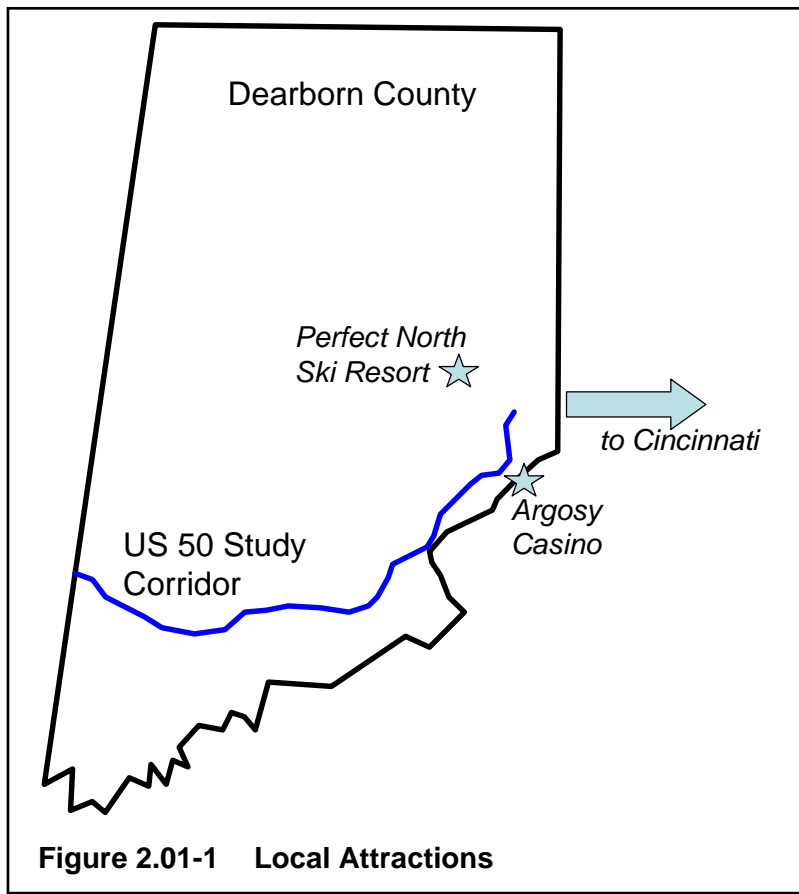 Dearborn County
Perfect North
Ski Resort
to Cincinnati
Argosy
Casino
US 50 Study
Corridor
Figure 2.01-1 Local Attractions